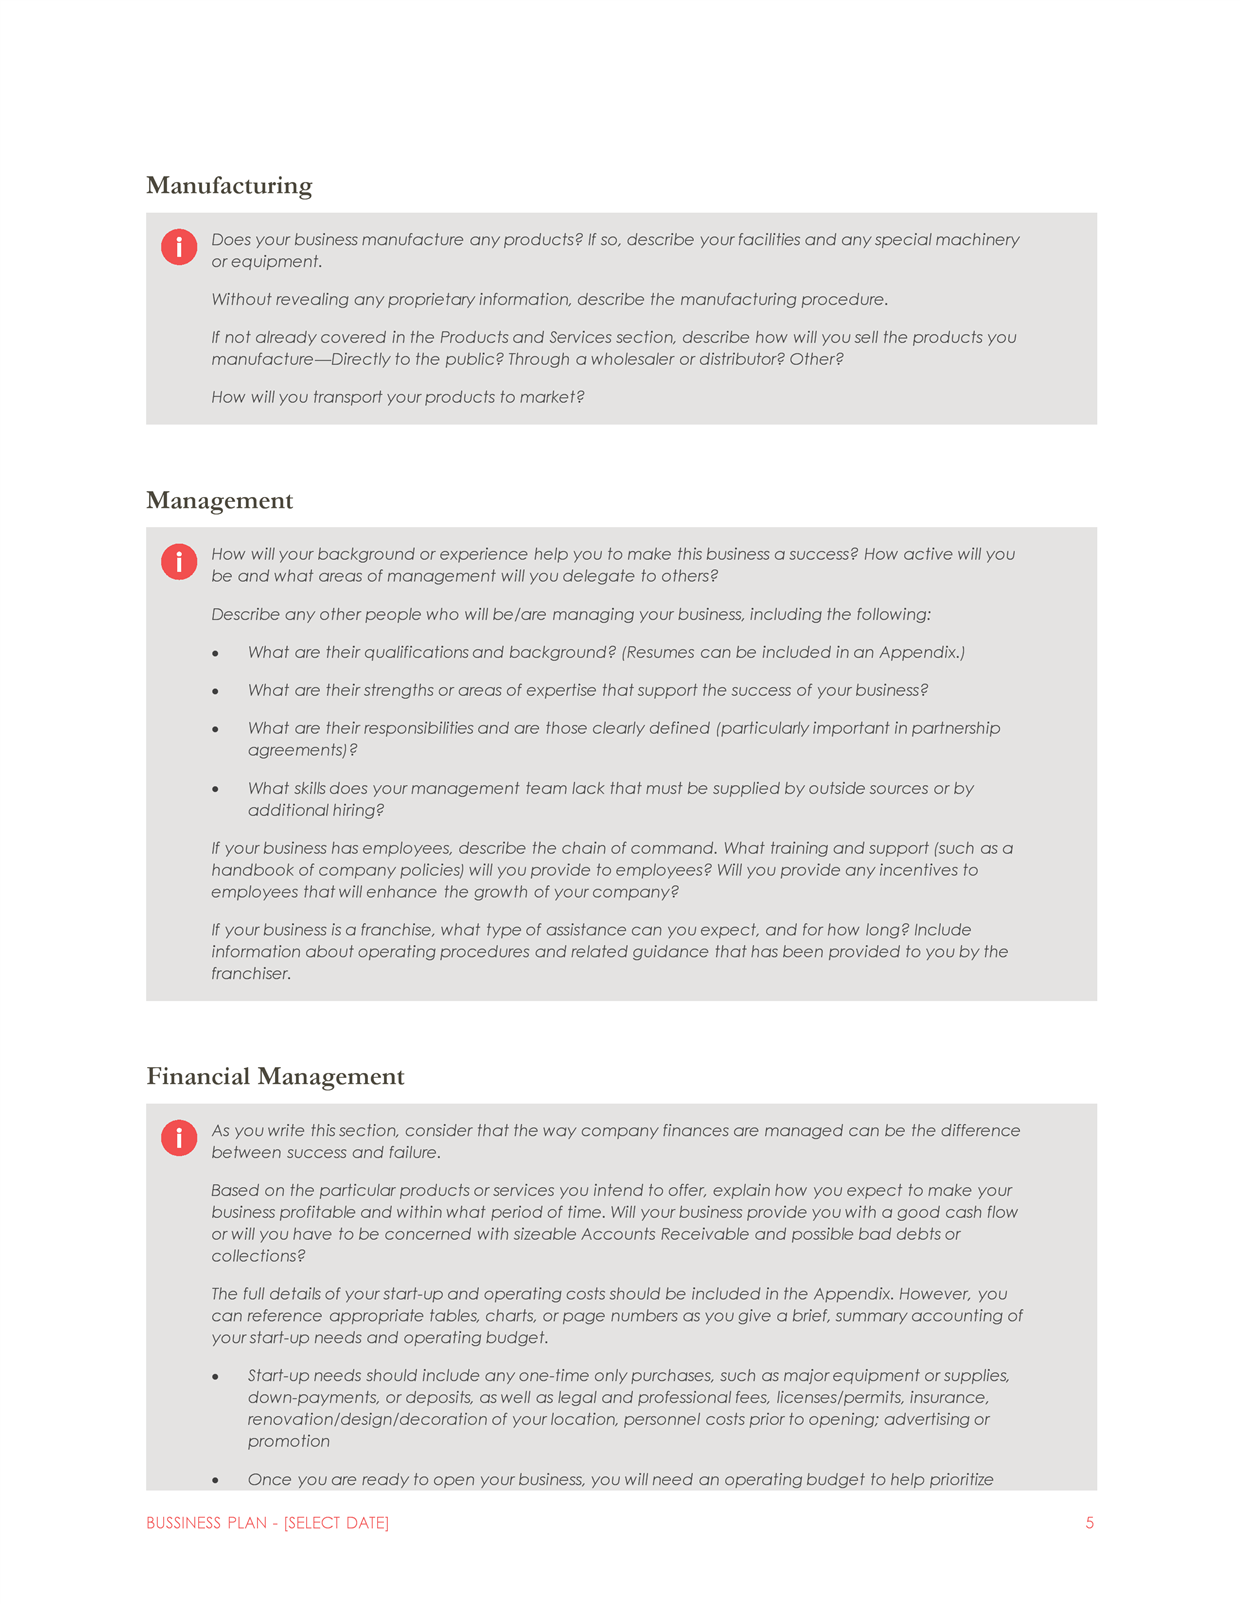 Manufacturing
Does your business manufacture any products? If so, describe your facilities and any special machinery
or equipment.
Without revealing any proprietary information, describe the manufacturing procedure.
If not already covered in the Products and Services section, describe how will you sell the products you
manufacture—Directly to the public? Through a wholesaler or distributor? Other?
How will you transport your products to market?
Management
How will your background or experience help you to make this business a success? How active will you
be and what areas of management will you delegate to others?
Describe any other people who will be/are managing your business, including the following:
• What are their qualifications and background? (Resumes can be included in an Appendix.)
• What are their strengths or areas of expertise that support the success of your business?
• What are their responsibilities and are those clearly defined (particularly important in partnership
agreements)?
• What skills does your management team lack that must be supplied by outside sources or by
additional hiring?
If your business has employees, describe the chain of command. What training and support (such as a
handbook of company policies) will you provide to employees? Will you provide any incentives to
employees that will enhance the growth of your company?
If your business is a franchise, what type of assistance can you expect, and for how long? Include
information about operating procedures and related guidance that has been provided to you by the
franchiser.
Financial Management
As you write this section, consider that the way company finances are managed can be the difference
between success and failure.
Based on the particular products or services you intend to offer, explain how you expect to make your
business profitable and within what period of time. Will your business provide you with a good cash flow
or will you have to be concerned with sizeable Accounts Receivable and possible bad debts or
collections?
The full details of your start-up and operating costs should be included in the Appendix. However, you
can reference appropriate tables, charts, or page numbers as you give a brief, summary accounting of
your start-up needs and operating budget.
• Start-up needs should include any one-time only purchases, such as major equipment or supplies,
down-payments, or deposits, as well as legal and professional fees, licenses/permits, insurance,
renovation/design/decoration of your location, personnel costs prior to opening; advertising or
promotion
• Once you are ready to open your business, you will need an operating budget to help prioritize
BUSSINESS PLAN - [SELECT DATE] 5